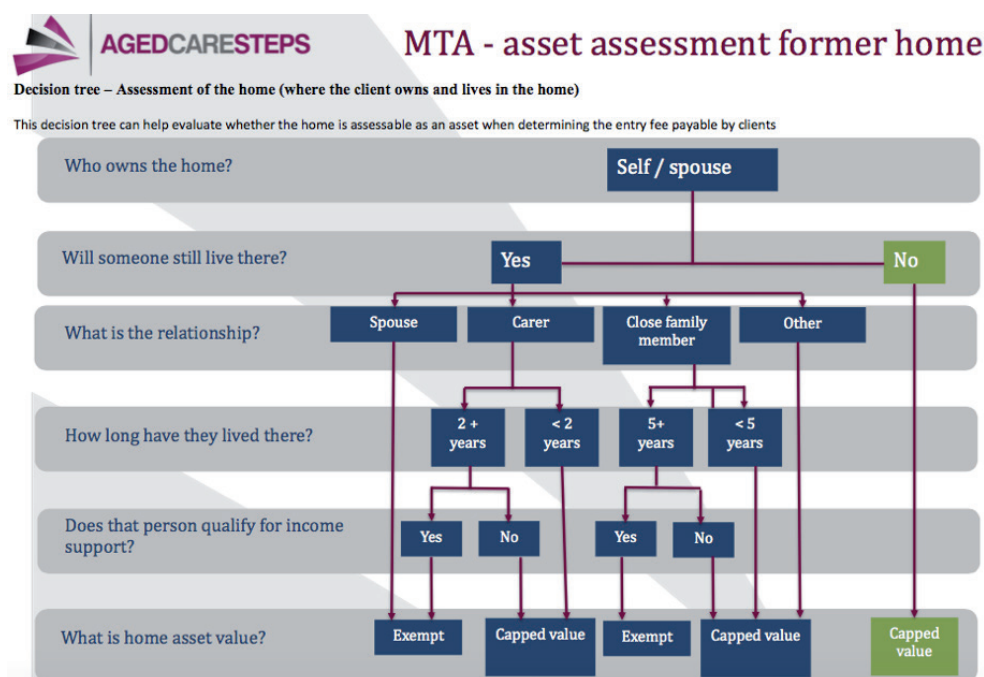 AGEDCARESTEPS
MTA - asset assessment former home
Decision tree – Assessment of the home (where the client owns and lives in the home)
This decision tree can help evaluate whether the home is assessable as an asset when determining the entry fee payable by clients
Who owns the home?
Self / spouse
Will someone still live there?
Yes
No
What is the relationship?
Spouse
Carer
Close family
member
Other
How long have they lived there?
2 +
years
< 2
years
5+
years
< 5
years
Does that person qualify for income
support?
Yes
No
Yes
No
What is home asset value?
Exempt
Capped value
Exempt
Capped value
Capped
value